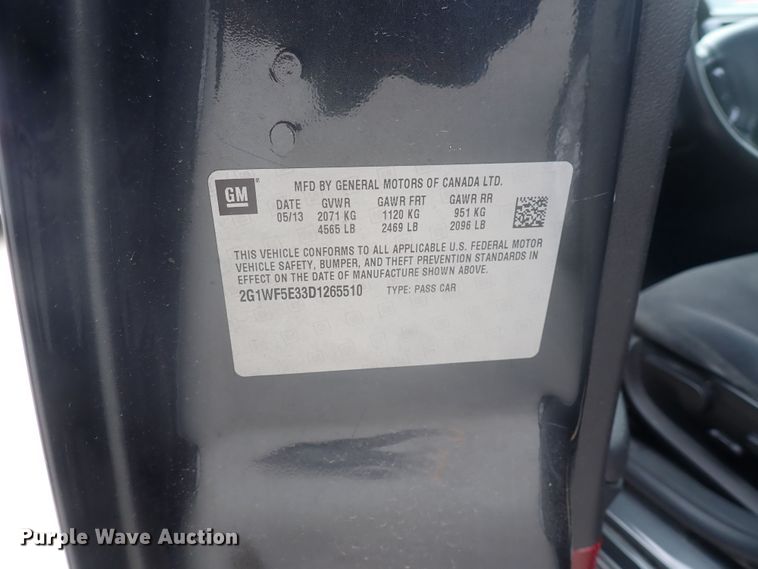 GM
MFD BY GENERAL MOTORS OF CANADA LTD.
DATE GVWR GAWR FRT GAWR RR
05/13 2071 KG 1120 KG 951 KG
4565 LB 2469 LB 2096 LB
THIS VEHICLE CONFORMS TO ALL APPLICABLE U.S. FEDERAL MOTOR
VEHICLE SAFETY, BUMPER, AND THEFT PREVENTION STANDARDS IN
EFFECT ON THE DATE OF MANUFACTURE SHOWN ABOVE.
2G1WF5E33D1265510 TYPE: PASS CAR
Purple Wave Auction